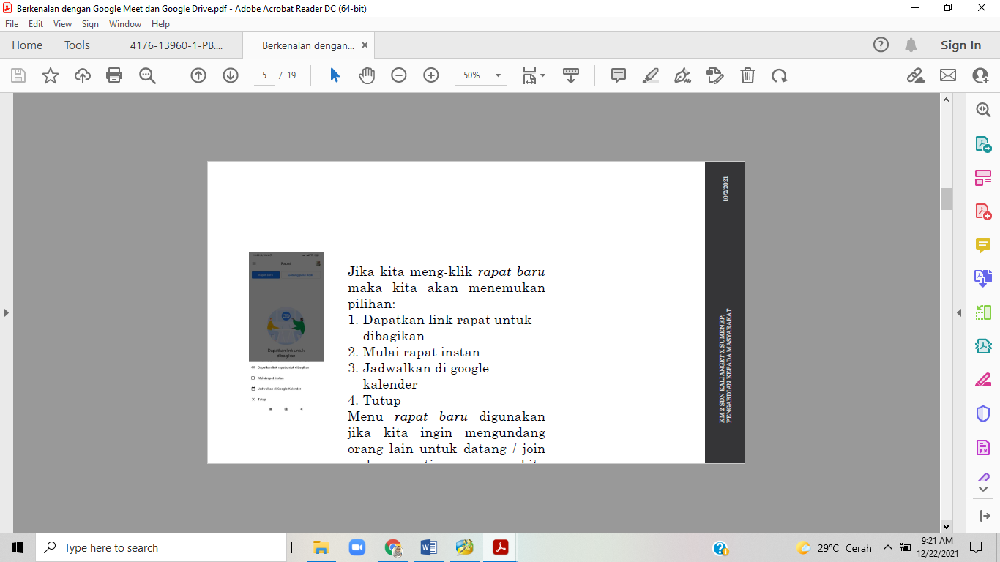 Berkenalan dengan Google Meet dan Google Drive.pdf - Adobe Acrobat Reader DC (64-bit)
File Edit View Sign Window Help
Home Tools 4176-13960-1-PB.... Berkenalan dengan... × Sign In
5 / 19 50%
10/2/2021
Rapat
Rapat baru
Dapatkan link untuk
dibagikan
Dapatkan link rapat untuk dibagikan
Mulai rapat instan
Jadwalkan di Google Kalender
Tutup
Jika kita meng-klik rapat baru
maka kita akan menemukan
pilihan:
1. Dapatkan link rapat untuk
dibagikan
2. Mulai rapat instan
3. Jadwalkan di google
kalender
4. Tutup
Menu rapat baru digunakan
jika kita ingin mengundang
orang lain untuk datang / join
KM 2 SDN KALIANGET X SUMENEP;
PENGABDIAN KEPADA MASYARAKAT
Type here to search
29°C Cerah
9:21 AM
12/22/2021